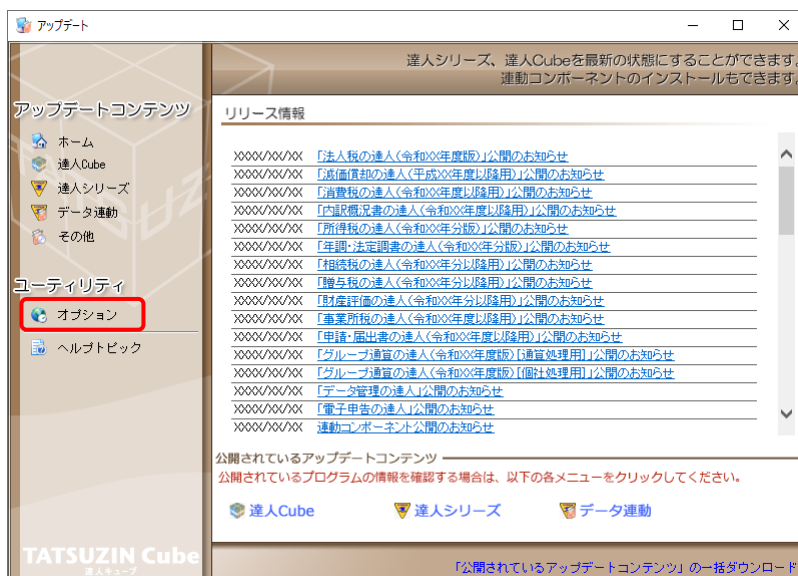 アップデート
達人シリーズ、達人Cubeを最新の状態にすることができます。
連動コンポーネントのインストールもできます。
アップデートコンテンツ
ホーム
達人Cube
達人シリーズ
データ連動
その他
ユーティリティ
オプション
ヘルプトピック
リリース情報
XXXX/XX/XX 「法人税の達人(令和XX年度版)」公開のお知らせ
XXXX/XX/XX 「減価償却の達人(平成XX年度以降用)」公開のお知らせ
XXXX/XX/XX 「消費税の達人(令和XX年度以降用)」公開のお知らせ
XXXX/XX/XX 「内訳概況書の達人(令和XX年度以降用)」公開のお知らせ
XXXX/XX/XX 「所得税の達人(令和XX年分版)」公開のお知らせ
XXXX/XX/XX 「年調・法定調書の達人(令和XX年分版)」公開のお知らせ
XXXX/XX/XX 「相続税の達人(令和XX年分以降用)」公開のお知らせ
XXXX/XX/XX 「贈与税の達人(令和XX年分以降用)」公開のお知らせ
XXXX/XX/XX 「財産評価の達人(令和XX年分以降用)」公開のお知らせ
XXXX/XX/XX 「事業所税の達人(令和XX年度以降用)」公開のお知らせ
XXXX/XX/XX 「申請・届出書の達人(令和XX年度以降用)」公開のお知らせ
XXXX/XX/XX 「グループ通算の達人(令和XX年度版)[通算処理用]」公開のお知らせ
XXXX/XX/XX 「グループ通算の達人(令和XX年度版)[個社処理用]」公開のお知らせ
XXXX/XX/XX 「データ管理の達人」公開のお知らせ
XXXX/XX/XX 「電子申告の達人」公開のお知らせ
XXXX/XX/XX 連動コンポーネント公開のお知らせ
公開されているアップデートコンテンツ
公開されているプログラムの情報を確認する場合は、以下の各メニューをクリックしてください。
達人Cube 達人シリーズ データ連動
TATSUZIN Cube
達人キューブ
「公開されているアップデートコンテンツ」の一括ダウンロード